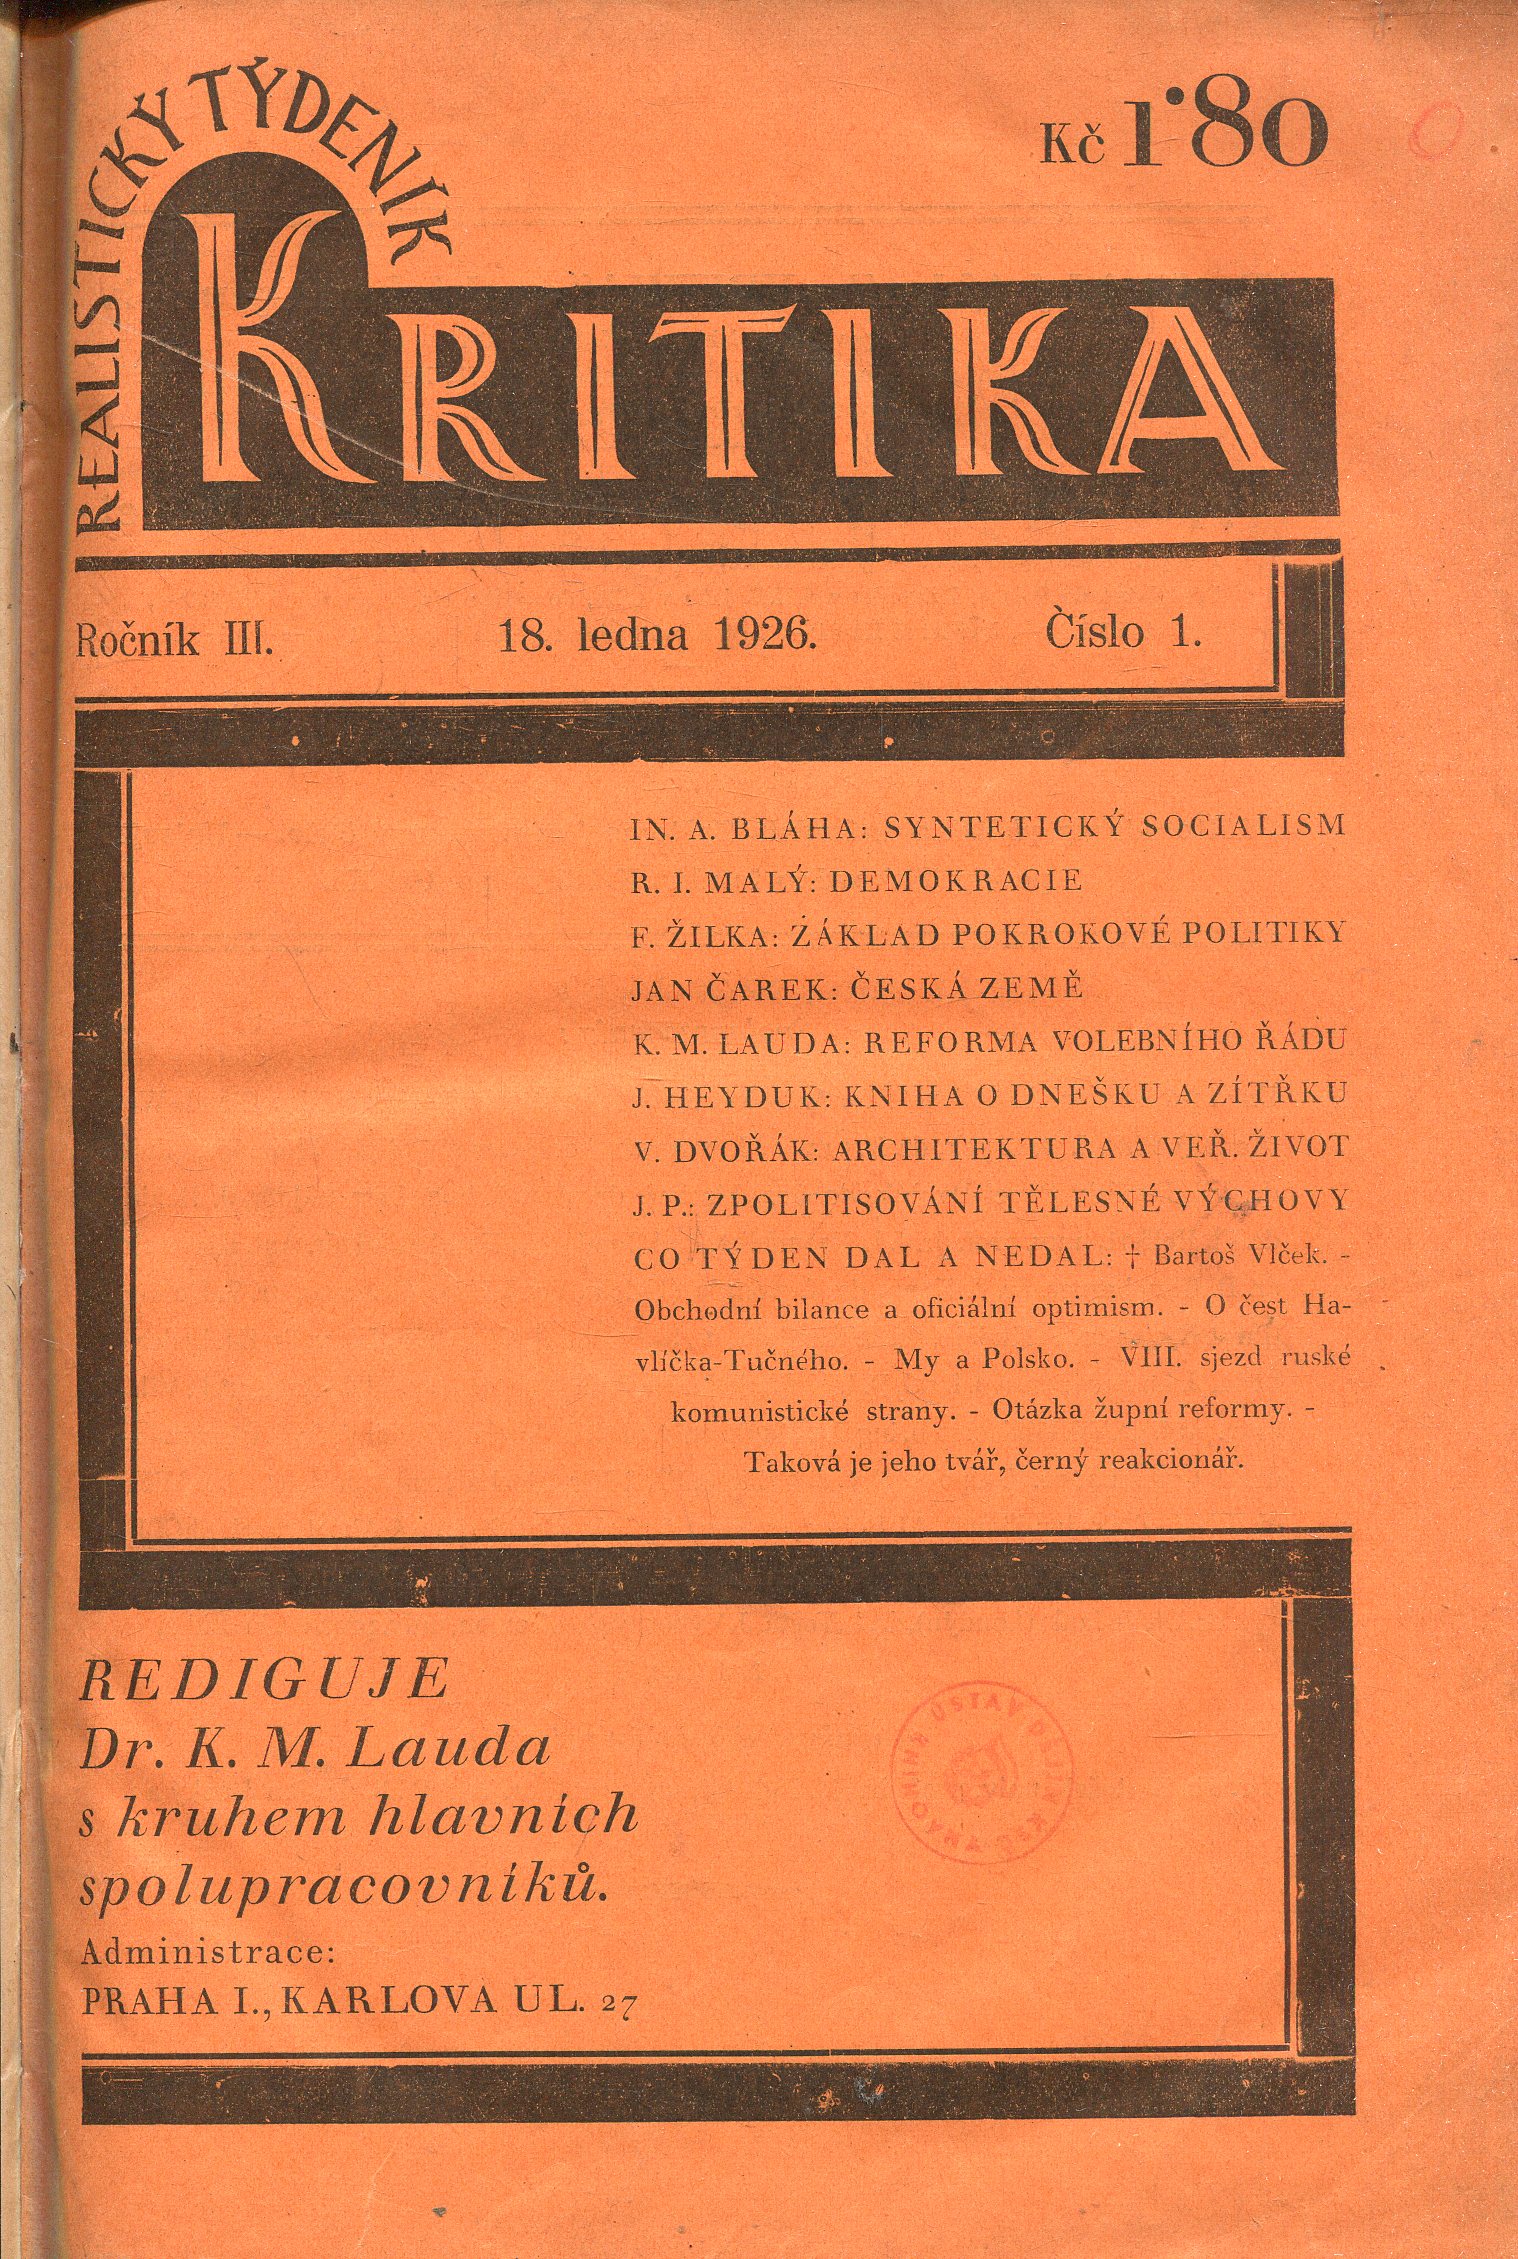 REALISTICKÝ TÝDENÍK
Kč 1·80
KRITIKA
Ročník III. 18. ledna 1926. Číslo 1.
IN. A. BLÁHA: SYNTETICKÝ SOCIALISM
R. I. MALÝ: DEMOKRACIE
F. ŽILKA: ZÁKLAD POKROKOVÉ POLITIKY
JAN ČAREK: ČESKÁ ZEMĚ
K. M. LAUDA: REFORMA VOLEBNÍHO ŘÁDU
J. HEYDUK: KNIHA O DNEŠKU A ZÍTŘKU
V. DVOŘÁK: ARCHITEKTURA A VEŘ. ŽIVOT
J. P.: ZPOLITISOVÁNÍ TĚLESNÉ VÝCHOVY
CO TÝDEN DAL A NEDAL: † Bartoš Vlček. -
Obchodní bilance a oficiální optimism. - O čest Ha-
vlíčka-Tučného. - My a Polsko. - VIII. sjezd ruské
komunistické strany. - Otázka župní reformy. -
Taková je jeho tvář, černý reakcionář.
REDIGUJE
Dr. K. M. Lauda
s kruhem hlavních
spolupracovníků.
Administrace:
PRAHA I., KARLOVA UL. 27
ÚSTAV DĚJIN KSČ KNIHOVNA